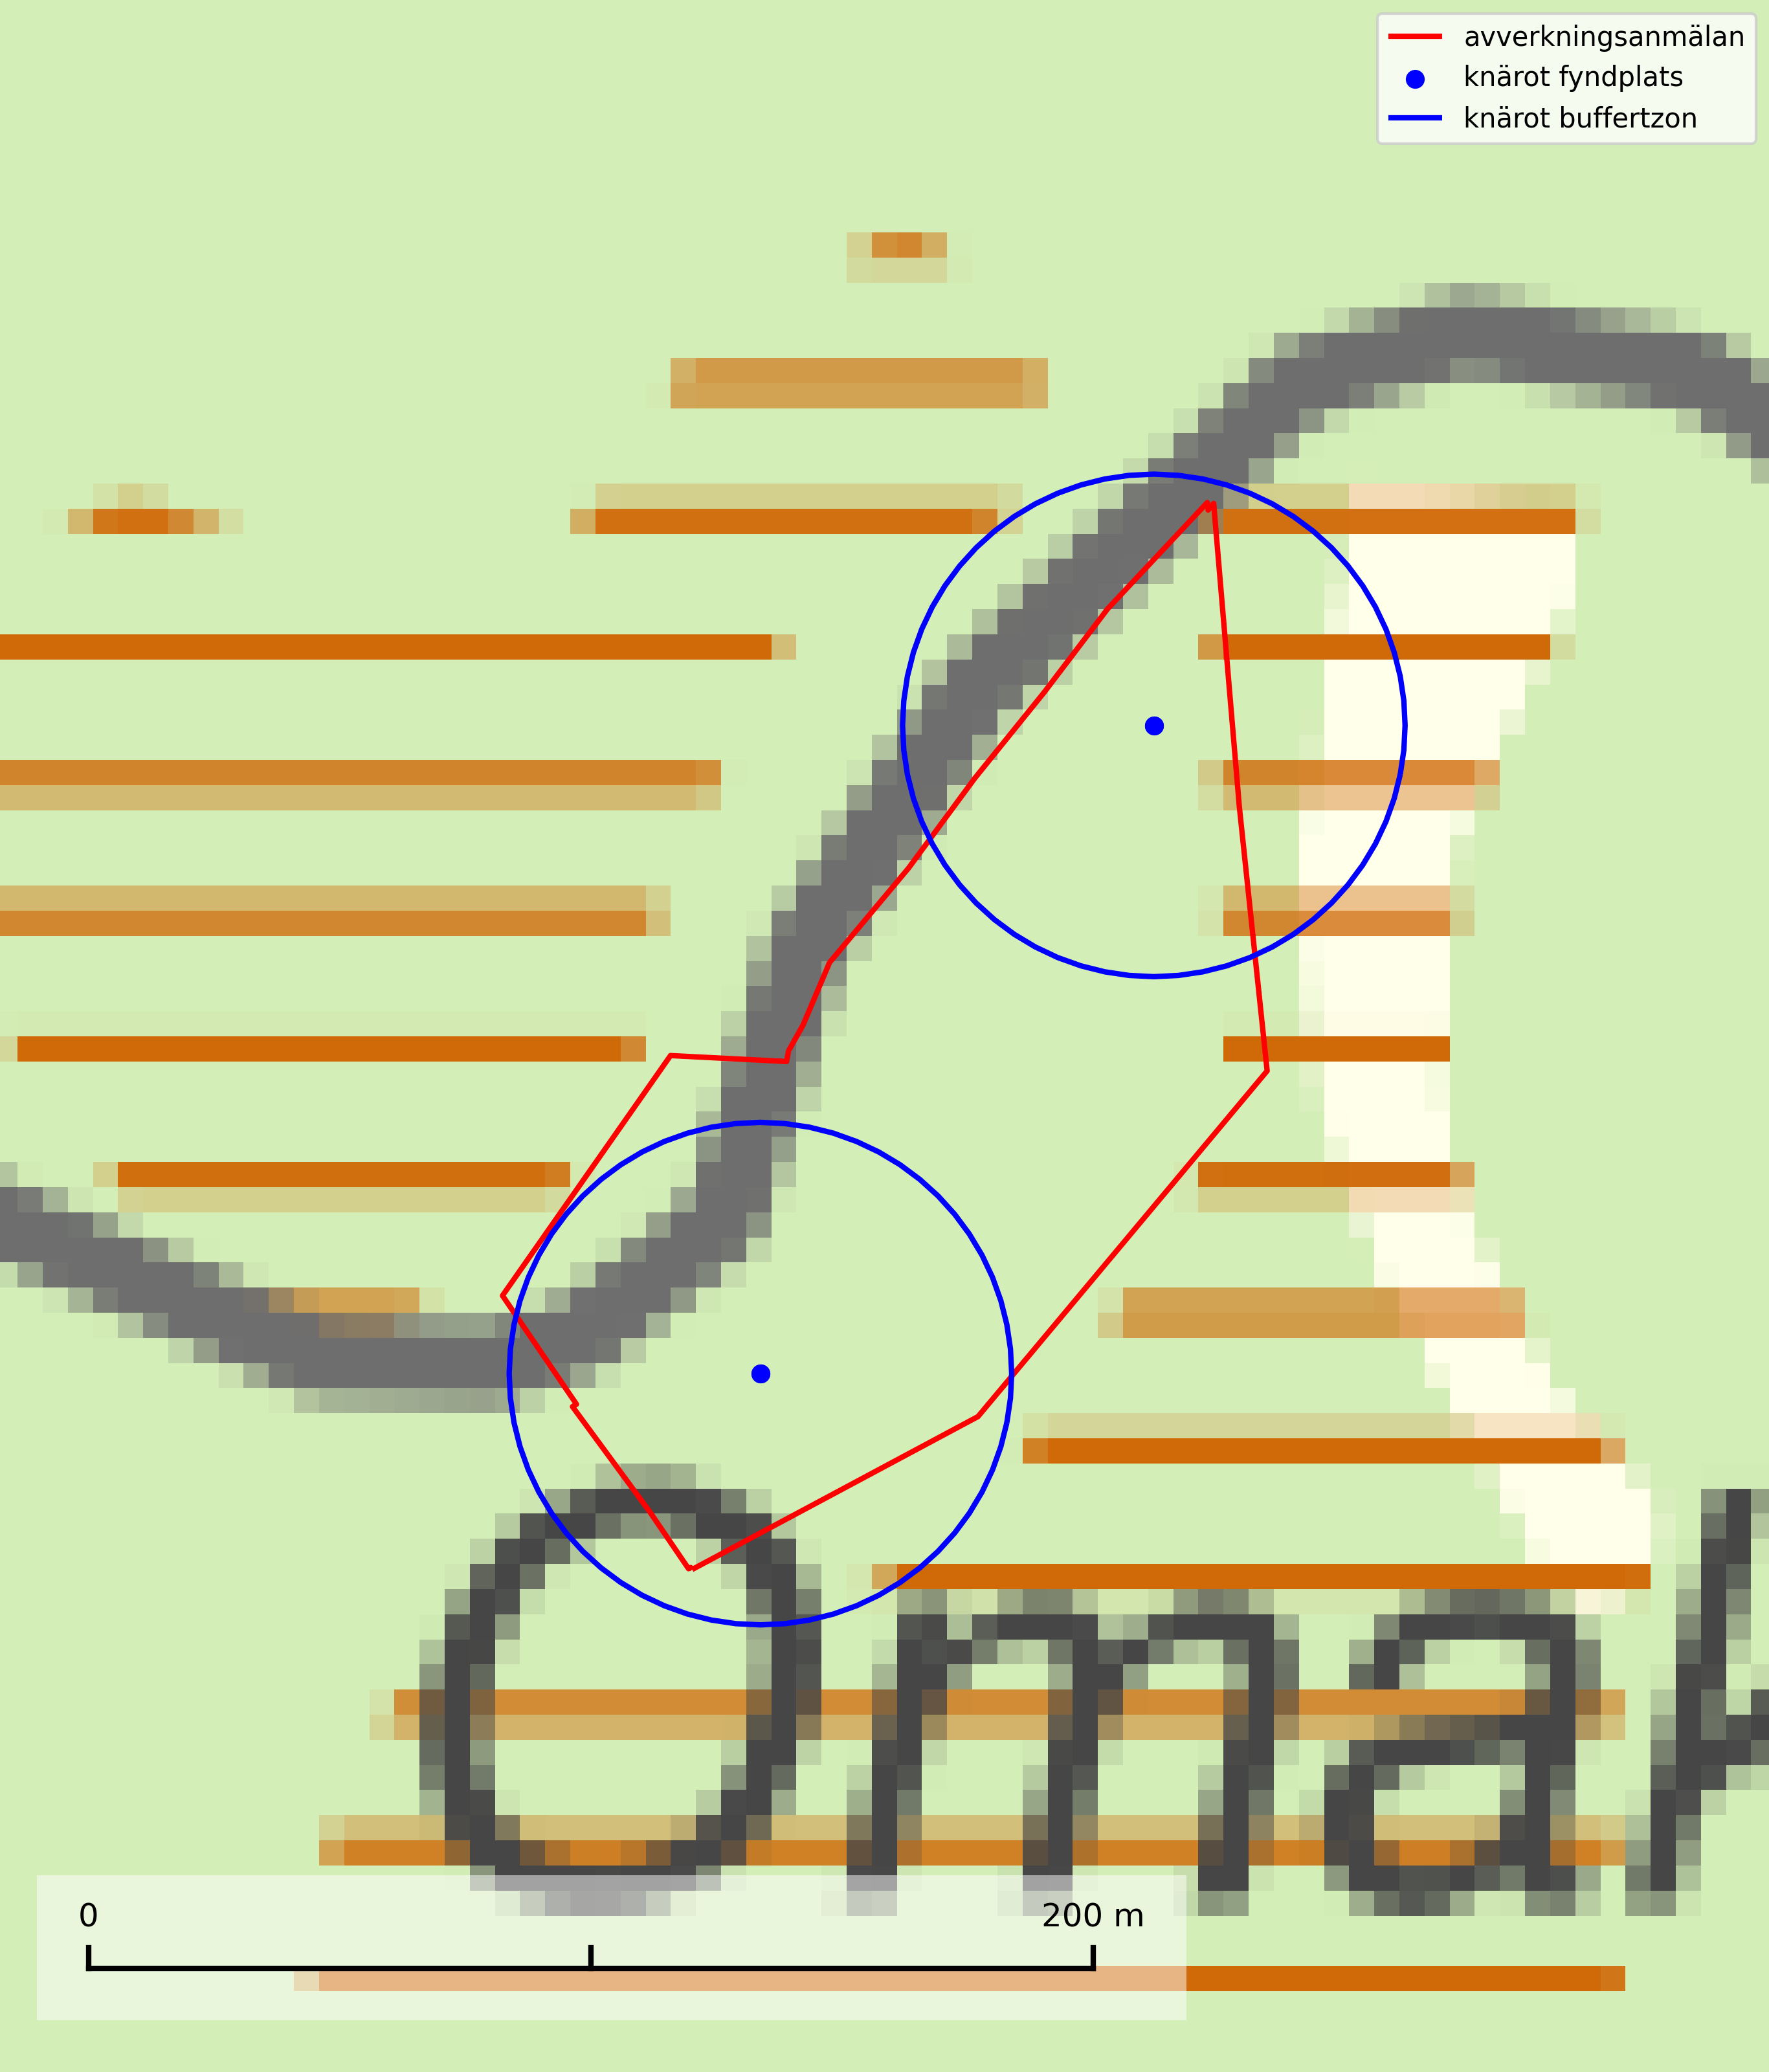 avverkningsanmälan
knärot fyndplats
knärot buffertzon
0 200 m